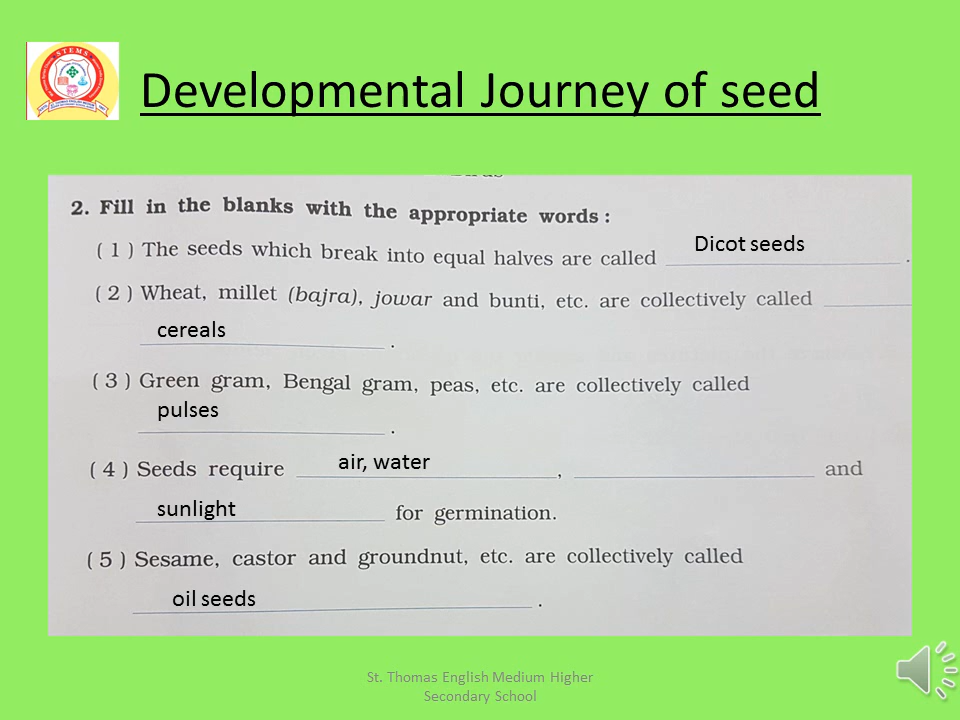 STEMS
Developmental Journey of seed
2. Fill in the blanks with the appropriate words :
( 1 ) The seeds which break into equal halves are called Dicot seeds .
( 2 ) Wheat, millet (bajra), jowar and bunti, etc. are collectively called
cereals .
( 3 ) Green gram, Bengal gram, peas, etc. are collectively called
pulses .
( 4 ) Seeds require air, water , and
sunlight for germination.
( 5 ) Sesame, castor and groundnut, etc. are collectively called
oil seeds .
St. Thomas English Medium Higher
Secondary School